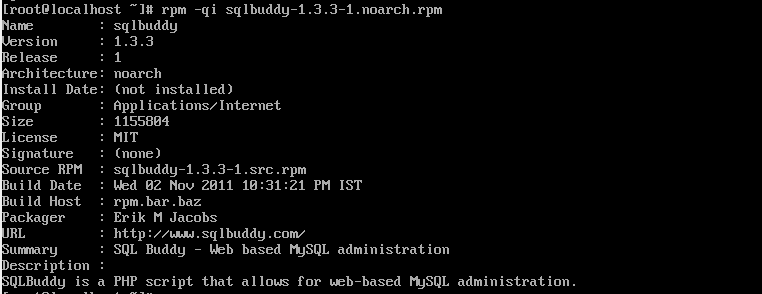 [root@localhost ~]# rpm -qi sqlbuddy-1.3.3-1.noarch.rpm
Name        : sqlbuddy
Version     : 1.3.3
Release     : 1
Architecture: noarch
Install Date: (not installed)
Group       : Applications/Internet
Size        : 1155804
License     : MIT
Signature   : (none)
Source RPM  : sqlbuddy-1.3.3-1.src.rpm
Build Date  : Wed 02 Nov 2011 10:31:21 PM IST
Build Host  : rpm.bar.baz
Packager    : Erik M Jacobs
URL         : http://www.sqlbuddy.com/
Summary     : SQL Buddy - Web based MySQL administration
Description :
SQLBuddy is a PHP script that allows for web-based MySQL administration.
[root@localhost ~]#